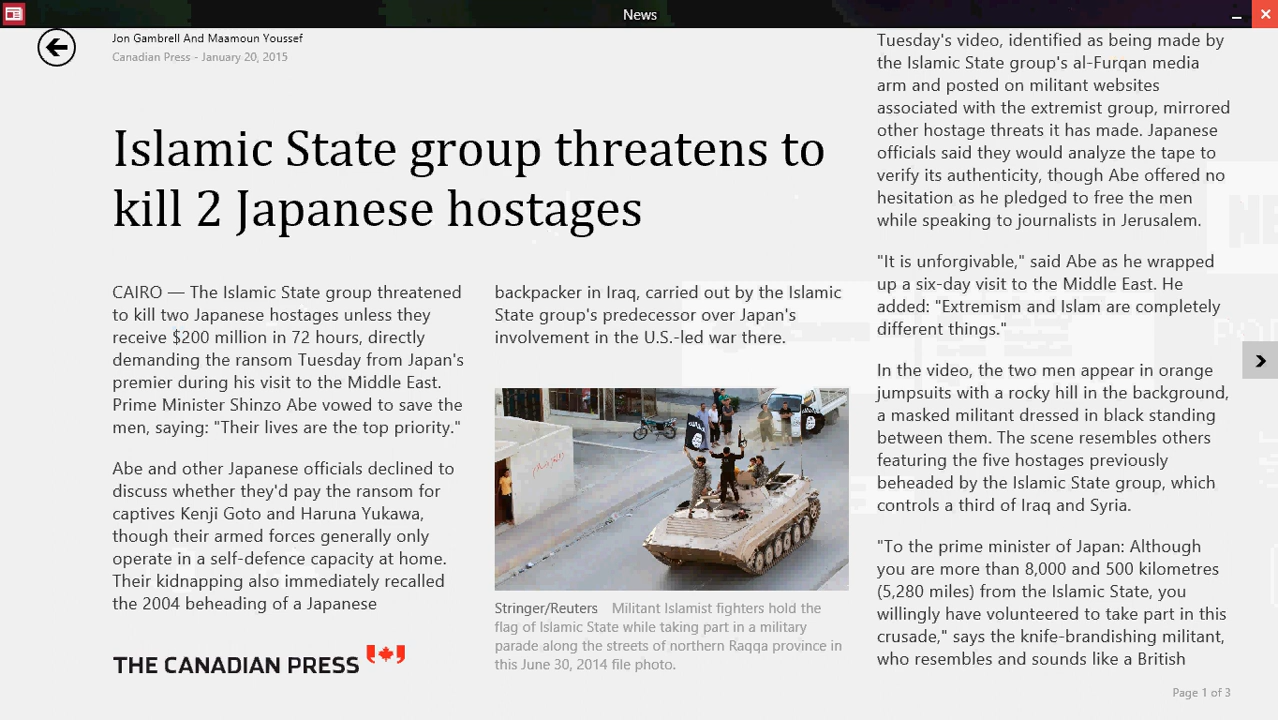 News
Jon Gambrell And Maamoun Youssef
Canadian Press - January 20, 2015
Islamic State group threatens to
kill 2 Japanese hostages
CAIRO — The Islamic State group threatened
to kill two Japanese hostages unless they
receive $200 million in 72 hours, directly
demanding the ransom Tuesday from Japan's
premier during his visit to the Middle East.
Prime Minister Shinzo Abe vowed to save the
men, saying: "Their lives are the top priority."
Abe and other Japanese officials declined to
discuss whether they'd pay the ransom for
captives Kenji Goto and Haruna Yukawa,
though their armed forces generally only
operate in a self-defence capacity at home.
Their kidnapping also immediately recalled
the 2004 beheading of a Japanese
THE CANADIAN PRESS
backpacker in Iraq, carried out by the Islamic
State group's predecessor over Japan's
involvement in the U.S.-led war there.
Stringer/Reuters Militant Islamist fighters hold the
flag of Islamic State while taking part in a military
parade along the streets of northern Raqqa province in
this June 30, 2014 file photo.
Tuesday's video, identified as being made by
the Islamic State group's al-Furqan media
arm and posted on militant websites
associated with the extremist group, mirrored
other hostage threats it has made. Japanese
officials said they would analyze the tape to
verify its authenticity, though Abe offered no
hesitation as he pledged to free the men
while speaking to journalists in Jerusalem.
"It is unforgivable," said Abe as he wrapped
up a six-day visit to the Middle East. He
added: "Extremism and Islam are completely
different things."
In the video, the two men appear in orange
jumpsuits with a rocky hill in the background,
a masked militant dressed in black standing
between them. The scene resembles others
featuring the five hostages previously
beheaded by the Islamic State group, which
controls a third of Iraq and Syria.
"To the prime minister of Japan: Although
you are more than 8,000 and 500 kilometres
(5,280 miles) from the Islamic State, you
willingly have volunteered to take part in this
crusade," says the knife-brandishing militant,
who resembles and sounds like a British
Page 1 of 3